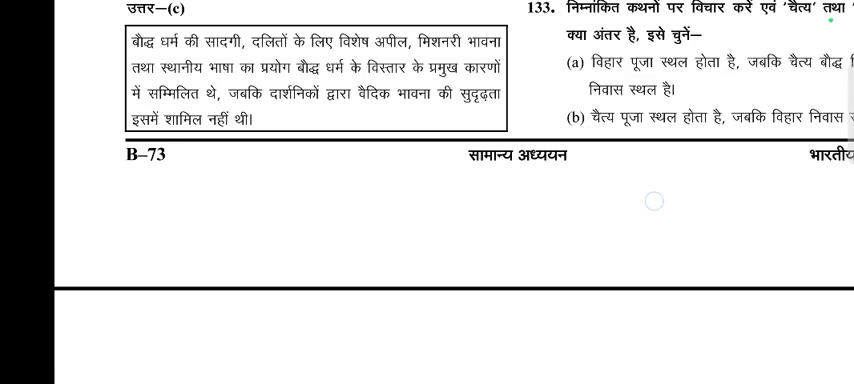 उत्तर–(c)
बौद्ध धर्म की सादगी, दलितों के लिए विशेष अपील, मिशनरी भावना
तथा स्थानीय भाषा का प्रयोग बौद्ध धर्म के विस्तार के प्रमुख कारणों
में सम्मिलित थे, जबकि दार्शनिकों द्वारा वैदिक भावना की सुदृढ़ता
इसमें शामिल नहीं थी।
133. निम्नांकित कथनों पर विचार करें एवं 'चैत्य' तथा '
क्या अंतर है, इसे चुनें–
(a) विहार पूजा स्थल होता है, जबकि चैत्य बौद्ध
निवास स्थल है।
(b) चैत्य पूजा स्थल होता है, जबकि विहार निवास
B–73 सामान्य अध्ययन भारतीय